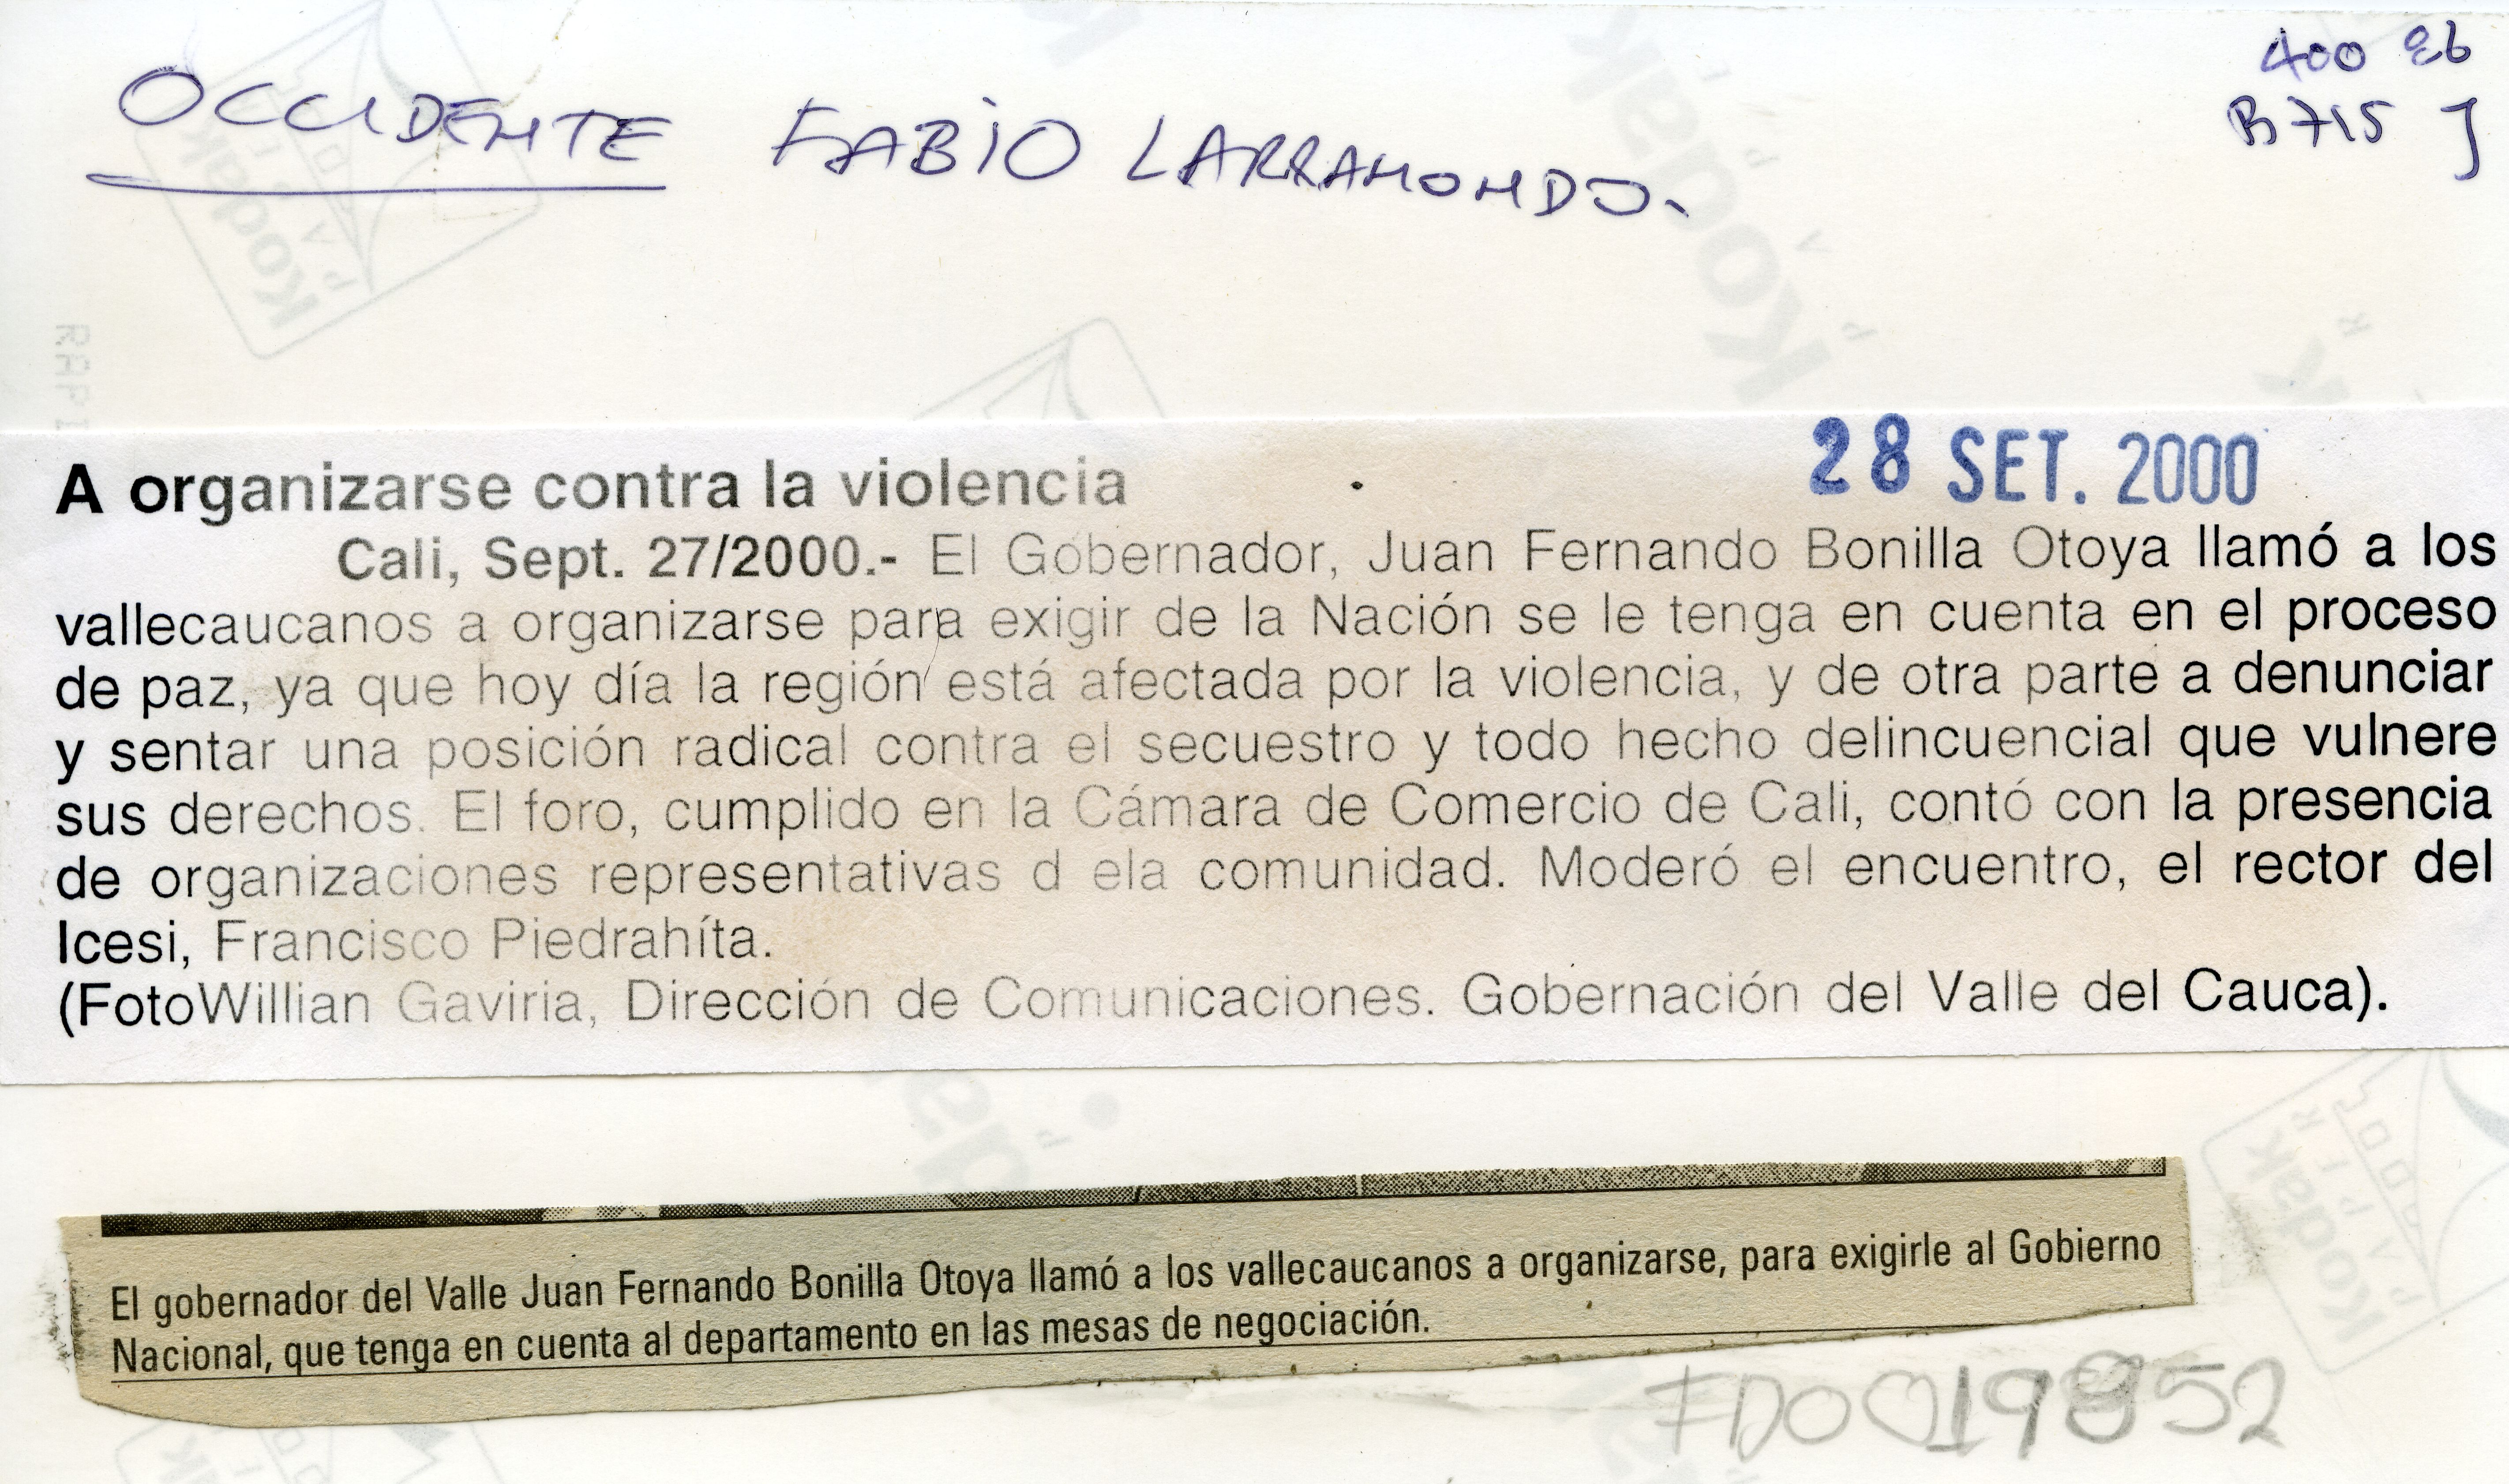 OCCIDENTE FABIO LARRAMONDO.
400
B715 J
28 SET. 2000
A organizarse contra la violencia
Cali, Sept. 27/2000.- El Gobernador, Juan Fernando Bonilla Otoya llamó a los
vallecaucanos a organizarse para exigir de la Nación se le tenga en cuenta en el proceso
de paz, ya que hoy día la región está afectada por la violencia, y de otra parte a denunciar
y sentar una posición radical contra el secuestro y todo hecho delincuencial que vulnere
sus derechos. El foro, cumplido en la Cámara de Comercio de Cali, contó con la presencia
de organizaciones representativas d ela comunidad. Moderó el encuentro, el rector del
Icesi, Francisco Piedrahíta.
(FotoWillian Gaviria, Dirección de Comunicaciones. Gobernación del Valle del Cauca).
El gobernador del Valle Juan Fernando Bonilla Otoya llamó a los vallecaucanos a organizarse, para exigirle al Gobierno
Nacional, que tenga en cuenta al departamento en las mesas de negociación.
Kodak
Kodak
Kodak